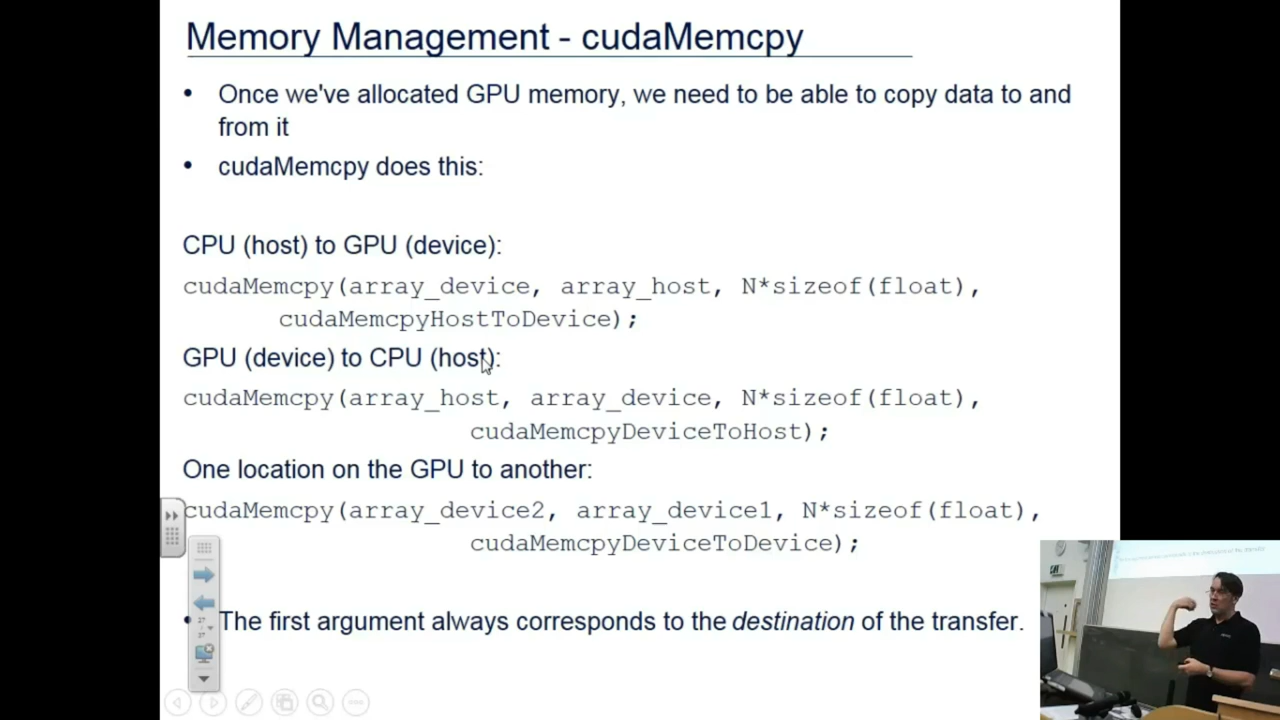 Memory Management - cudaMemcpy
• Once we've allocated GPU memory, we need to be able to copy data to and
from it
• cudaMemcpy does this:
CPU (host) to GPU (device):
cudaMemcpy(array_device, array_host, N*sizeof(float),
cudaMemcpyHostToDevice);
GPU (device) to CPU (host):
cudaMemcpy(array_host, array_device, N*sizeof(float),
cudaMemcpyDeviceToHost);
One location on the GPU to another:
cudaMemcpy(array_device2, array_device1, N*sizeof(float),
cudaMemcpyDeviceToDevice);
• The first argument always corresponds to the destination of the transfer.